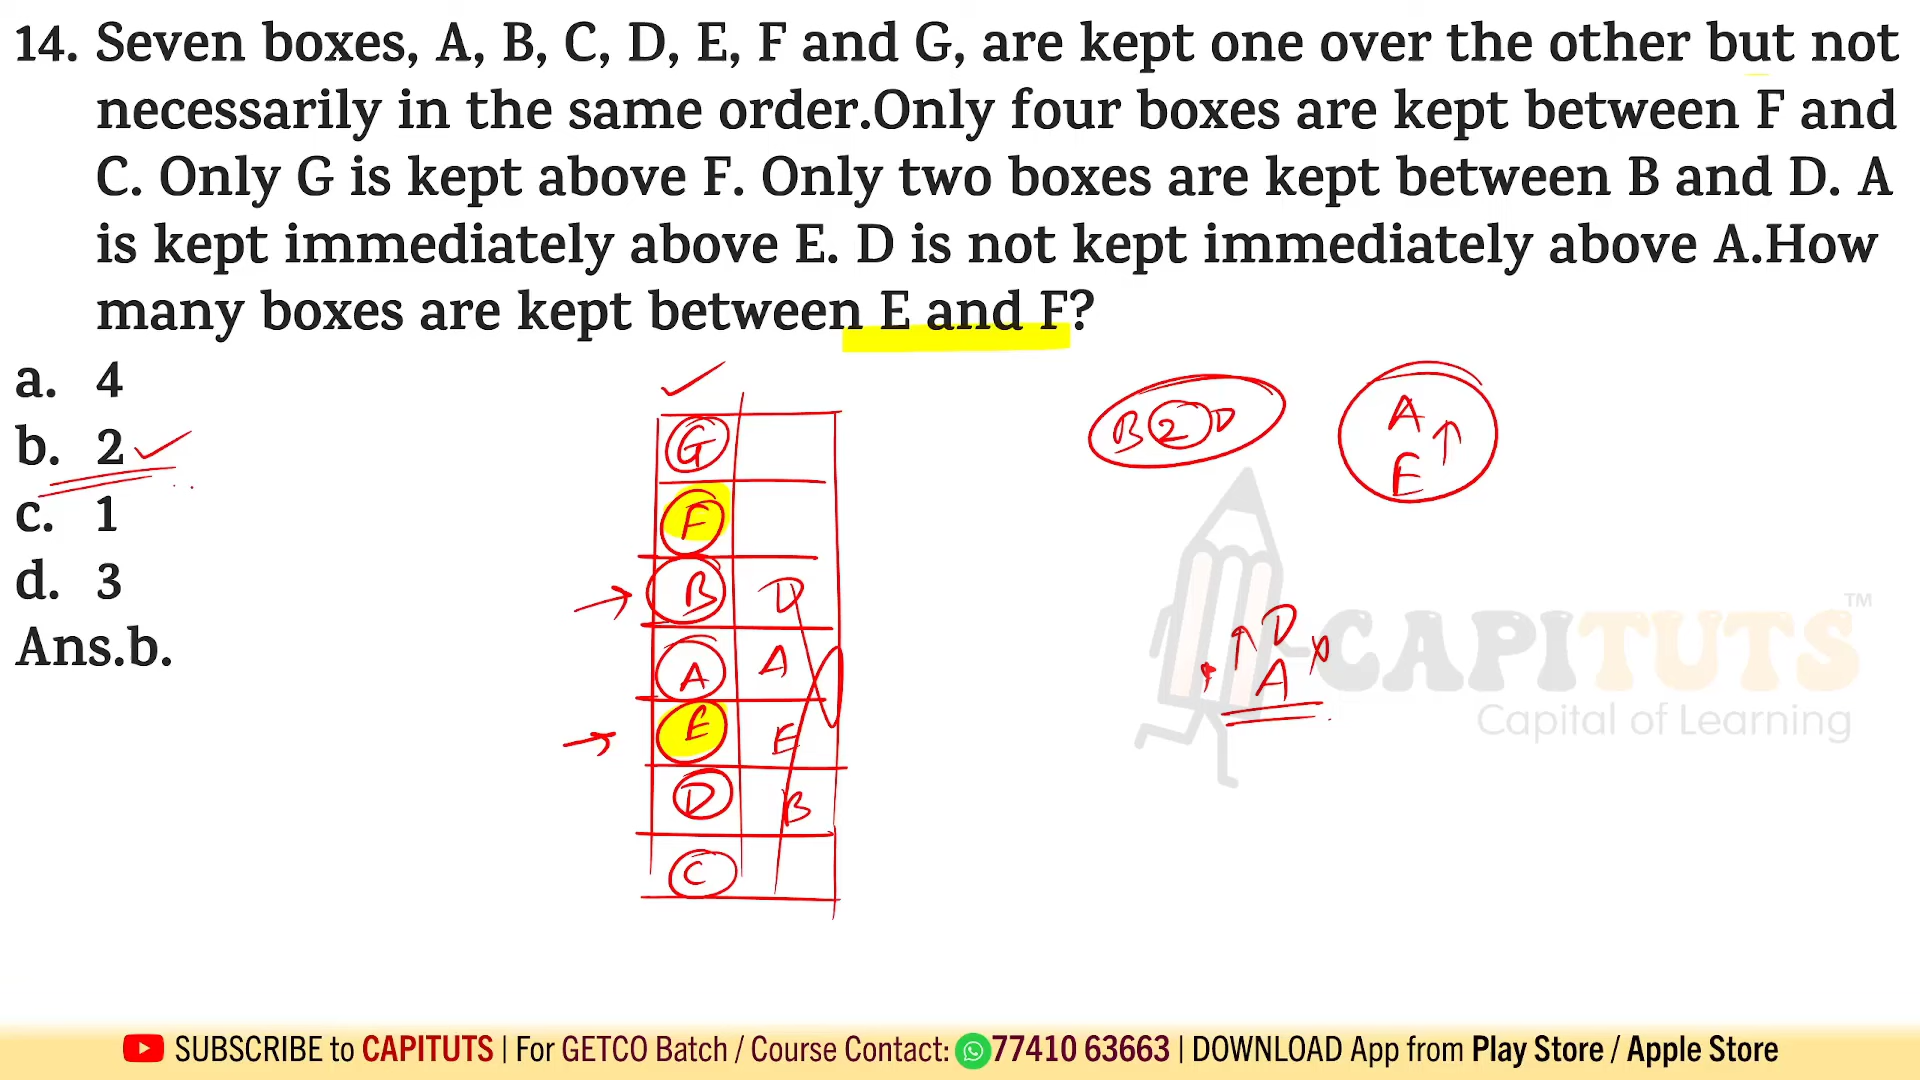 14. Seven boxes, A, B, C, D, E, F and G, are kept one over the other but not
necessarily in the same order.Only four boxes are kept between F and
C. Only G is kept above F. Only two boxes are kept between B and D. A
is kept immediately above E. D is not kept immediately above A.How
many boxes are kept between E and F?
a. 4
b. 2
c. 1
d. 3
Ans.b.
G
F
B D
A A
E E
D B
C
B 2 D
A
E
D
A
CAPITUTS™
Capital of Learning
SUBSCRIBE to CAPITUTS | For GETCO Batch / Course Contact: 77410 63663 | DOWNLOAD App from Play Store / Apple Store